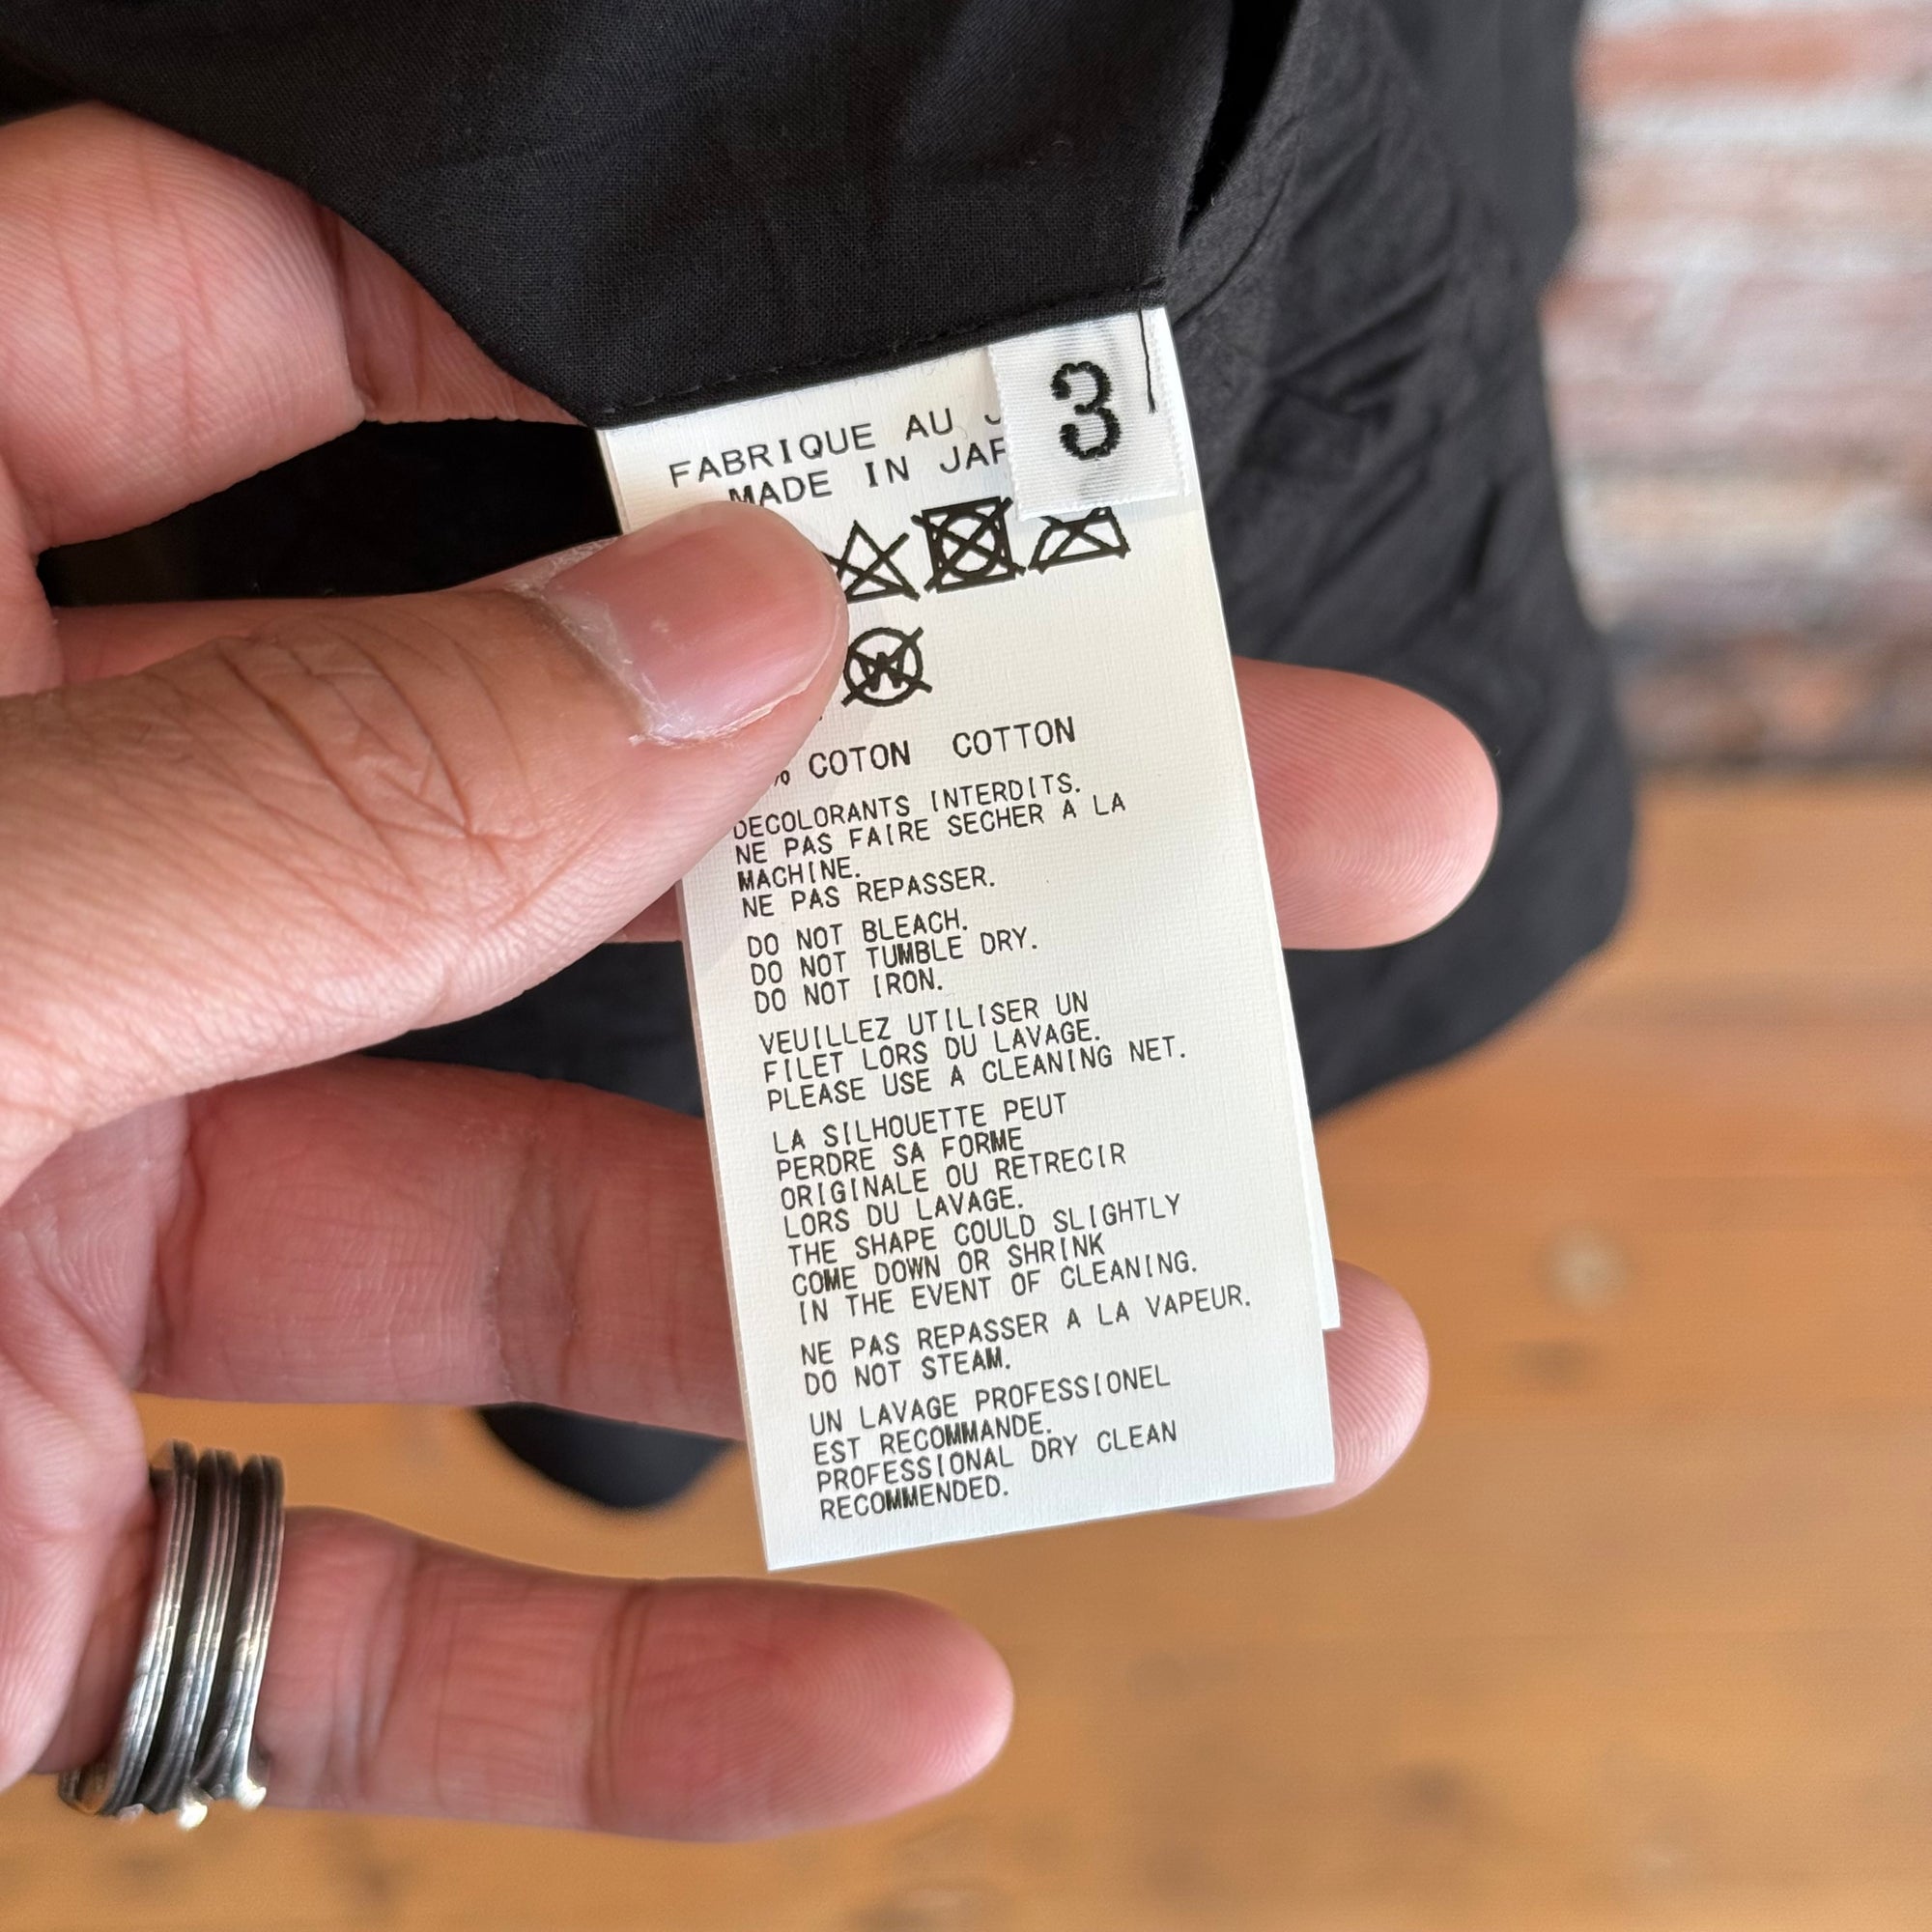 3
FABRIQUE AU
MADE IN
W
COTON COTTON
DECOLORANTS INTERDITS.
NE PAS FAIRE SECHER A LA
MACHINE.
NE PAS REPASSER.
DO NOT BLEACH.
DO NOT TUMBLE DRY.
DO NOT IRON.
VEUILLEZ UTILISER UN
FILET LORS DU LAVAGE.
PLEASE USE A CLEANING NET.
LA SILHOUETTE PEUT
PERDRE SA FORME
ORIGINALE OU RETRECIR
LORS DU LAVAGE.
THE SHAPE COULD SLIGHTLY
COME DOWN OR SHRINK
IN THE EVENT OF CLEANING.
NE PAS REPASSER A LA VAPEUR.
DO NOT STEAM.
UN LAVAGE PROFESSIONEL
EST RECOMMANDE.
PROFESSIONAL DRY CLEAN
RECOMMENDED.